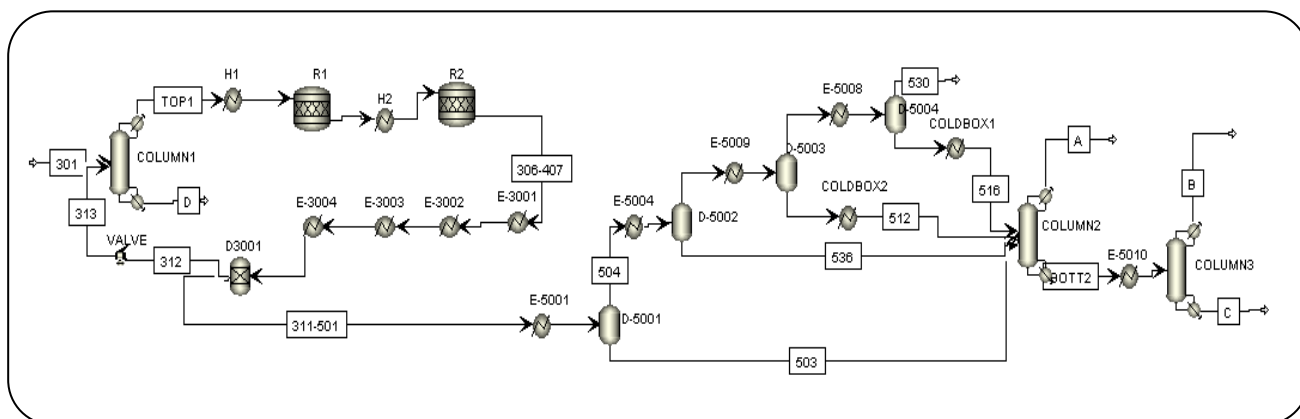 H1
R1
R2
TOP1
H2
301
COLUMN1
313
D
VALVE
312
306-407
E-3004
E-3003
E-3002
E-3001
D3001
311-501
E-5001
D-5001
504
E-5004
D-5002
E-5009
D-5003
E-5008
530
D-5004
COLDBOX1
COLDBOX2
516
512
536
503
A
COLUMN2
BOTT2
E-5010
B
COLUMN3
C